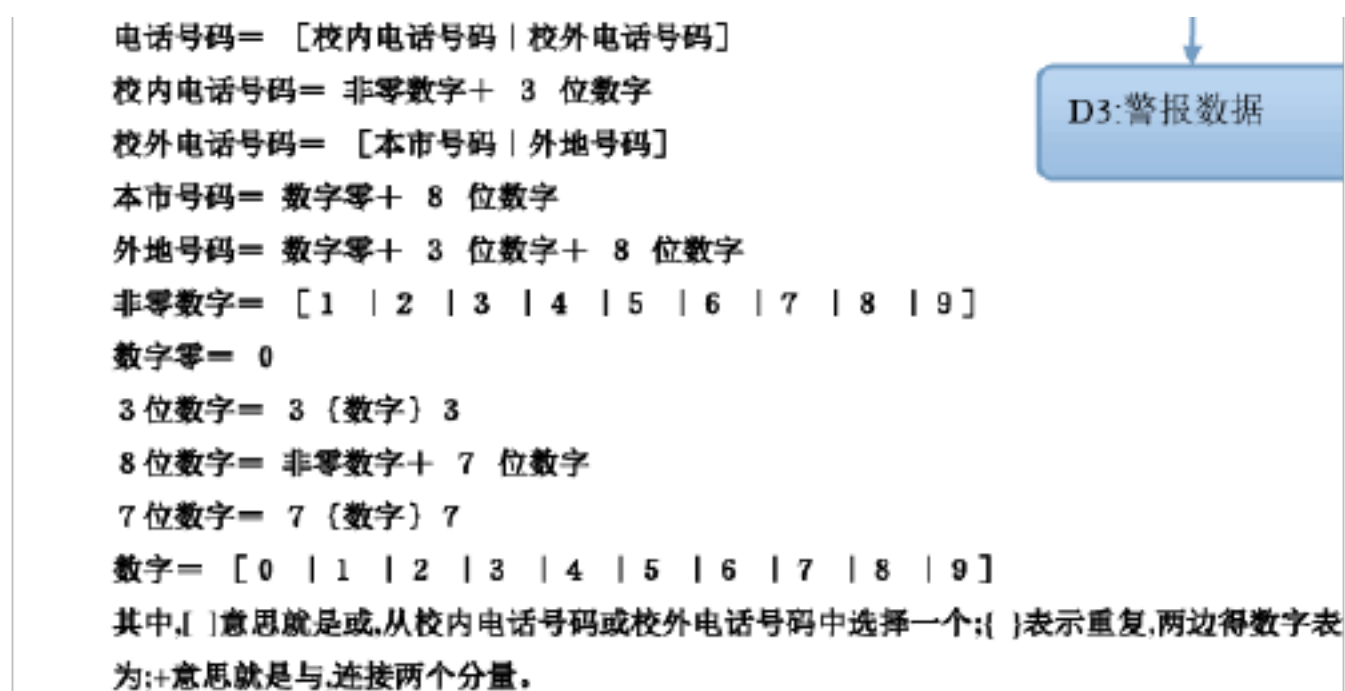 电话号码= [校内电话号码|校外电话号码]
校内电话号码= 非零数字+ 3 位数字
校外电话号码= [本市号码|外地号码]
本市号码= 数字零+ 8 位数字
外地号码= 数字零+ 3 位数字+ 8 位数字
非零数字= [1 |2 |3 |4 |5 |6 |7 |8 |9]
数字零= 0
3位数字= 3 {数字} 3
8位数字= 非零数字+ 7 位数字
7位数字= 7 {数字} 7
数字= [0 |1 |2 |3 |4 |5 |6 |7 |8 |9]
其中,[ ]意思就是或,从校内电话号码或校外电话号码中选择一个;{ }表示重复,两边得数字表
为;+意思就是与,连接两个分量。
D3:警报数据